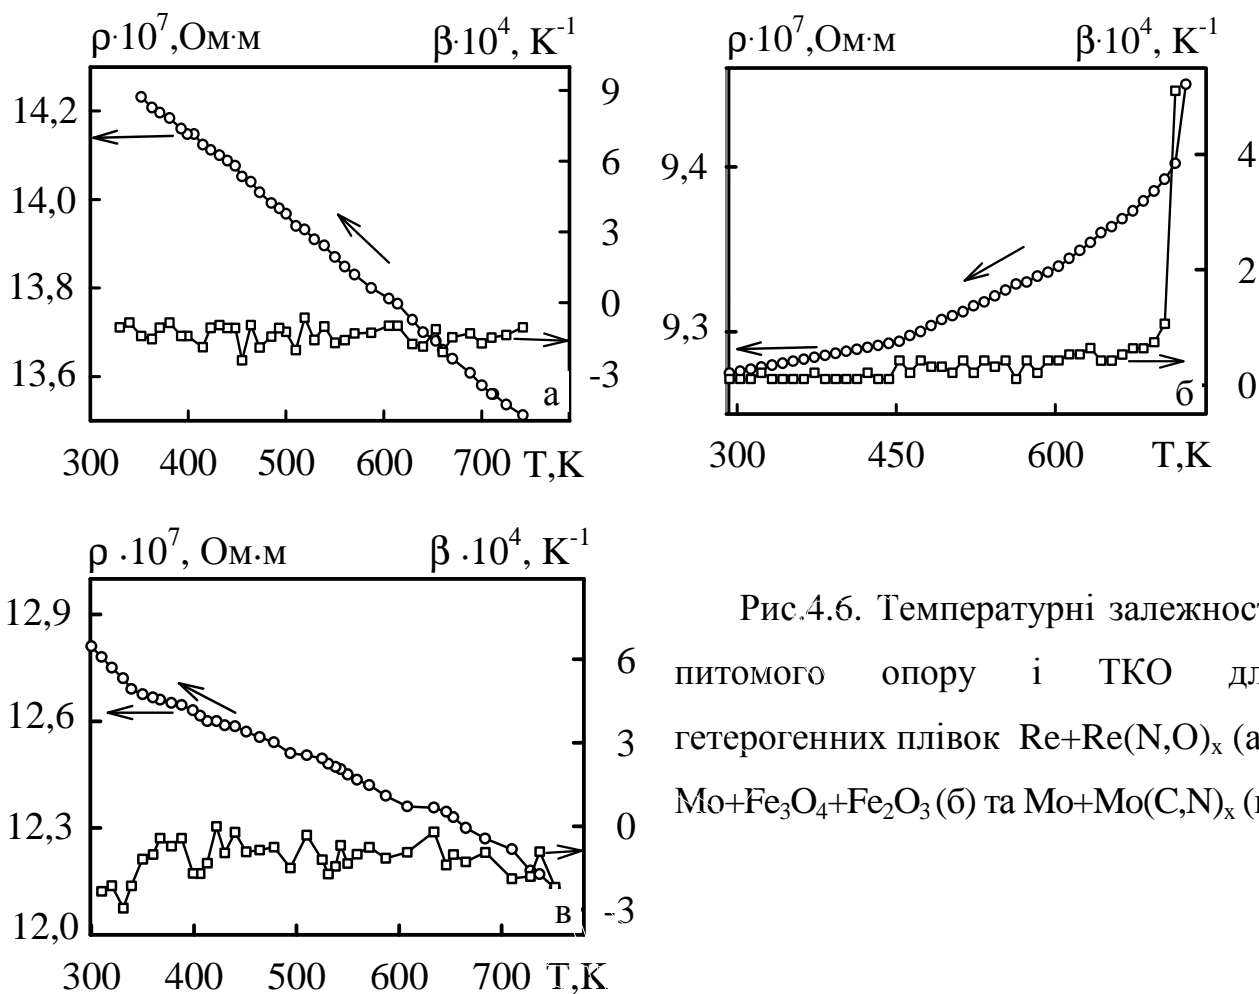 ρ·10⁷,Ом·м β·10⁴, K⁻¹
14,2
14,0
13,8
13,6
9
6
3
0
-3
а
300 400 500 600 700 T,K
ρ·10⁷,Ом·м β·10⁴, K⁻¹
9,4
9,3
4
2
0
б
300 450 600 T,K
ρ ·10⁷, Ом·м β ·10⁴, K⁻¹
12,9
12,6
12,3
12,0
6
3
0
-3
в
300 400 500 600 700 T,K
Рис.4.6. Температурні залежност
питомого опору і ТКО дл
гетерогенних плівок Re+Re(N,O)ₓ (а
Mo+Fe₃O₄+Fe₂O₃ (б) та Mo+Mo(C,N)ₓ (